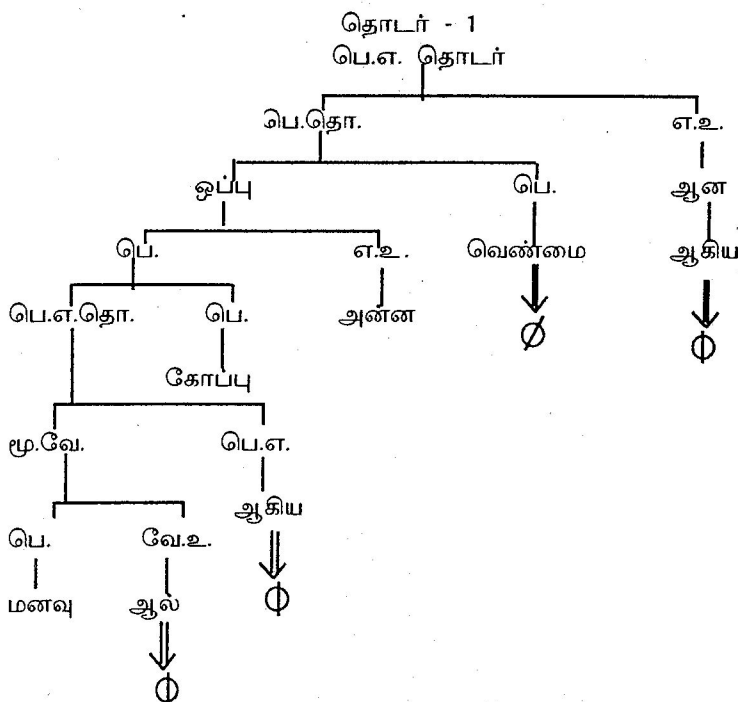 தொடர் - 1
பெ.எ. தொடர்
பெ.தொ. எ.உ.
ஒப்பு பெ. ஆன
பெ. எ.உ. வெண்மை ஆகிய
பெ.எ.தொ. பெ. அன்ன
∅ ∅
கோப்பு
மூ.வே. பெ.எ.
ஆகிய
பெ. வே.உ.
மனவு ஆல் ∅
∅